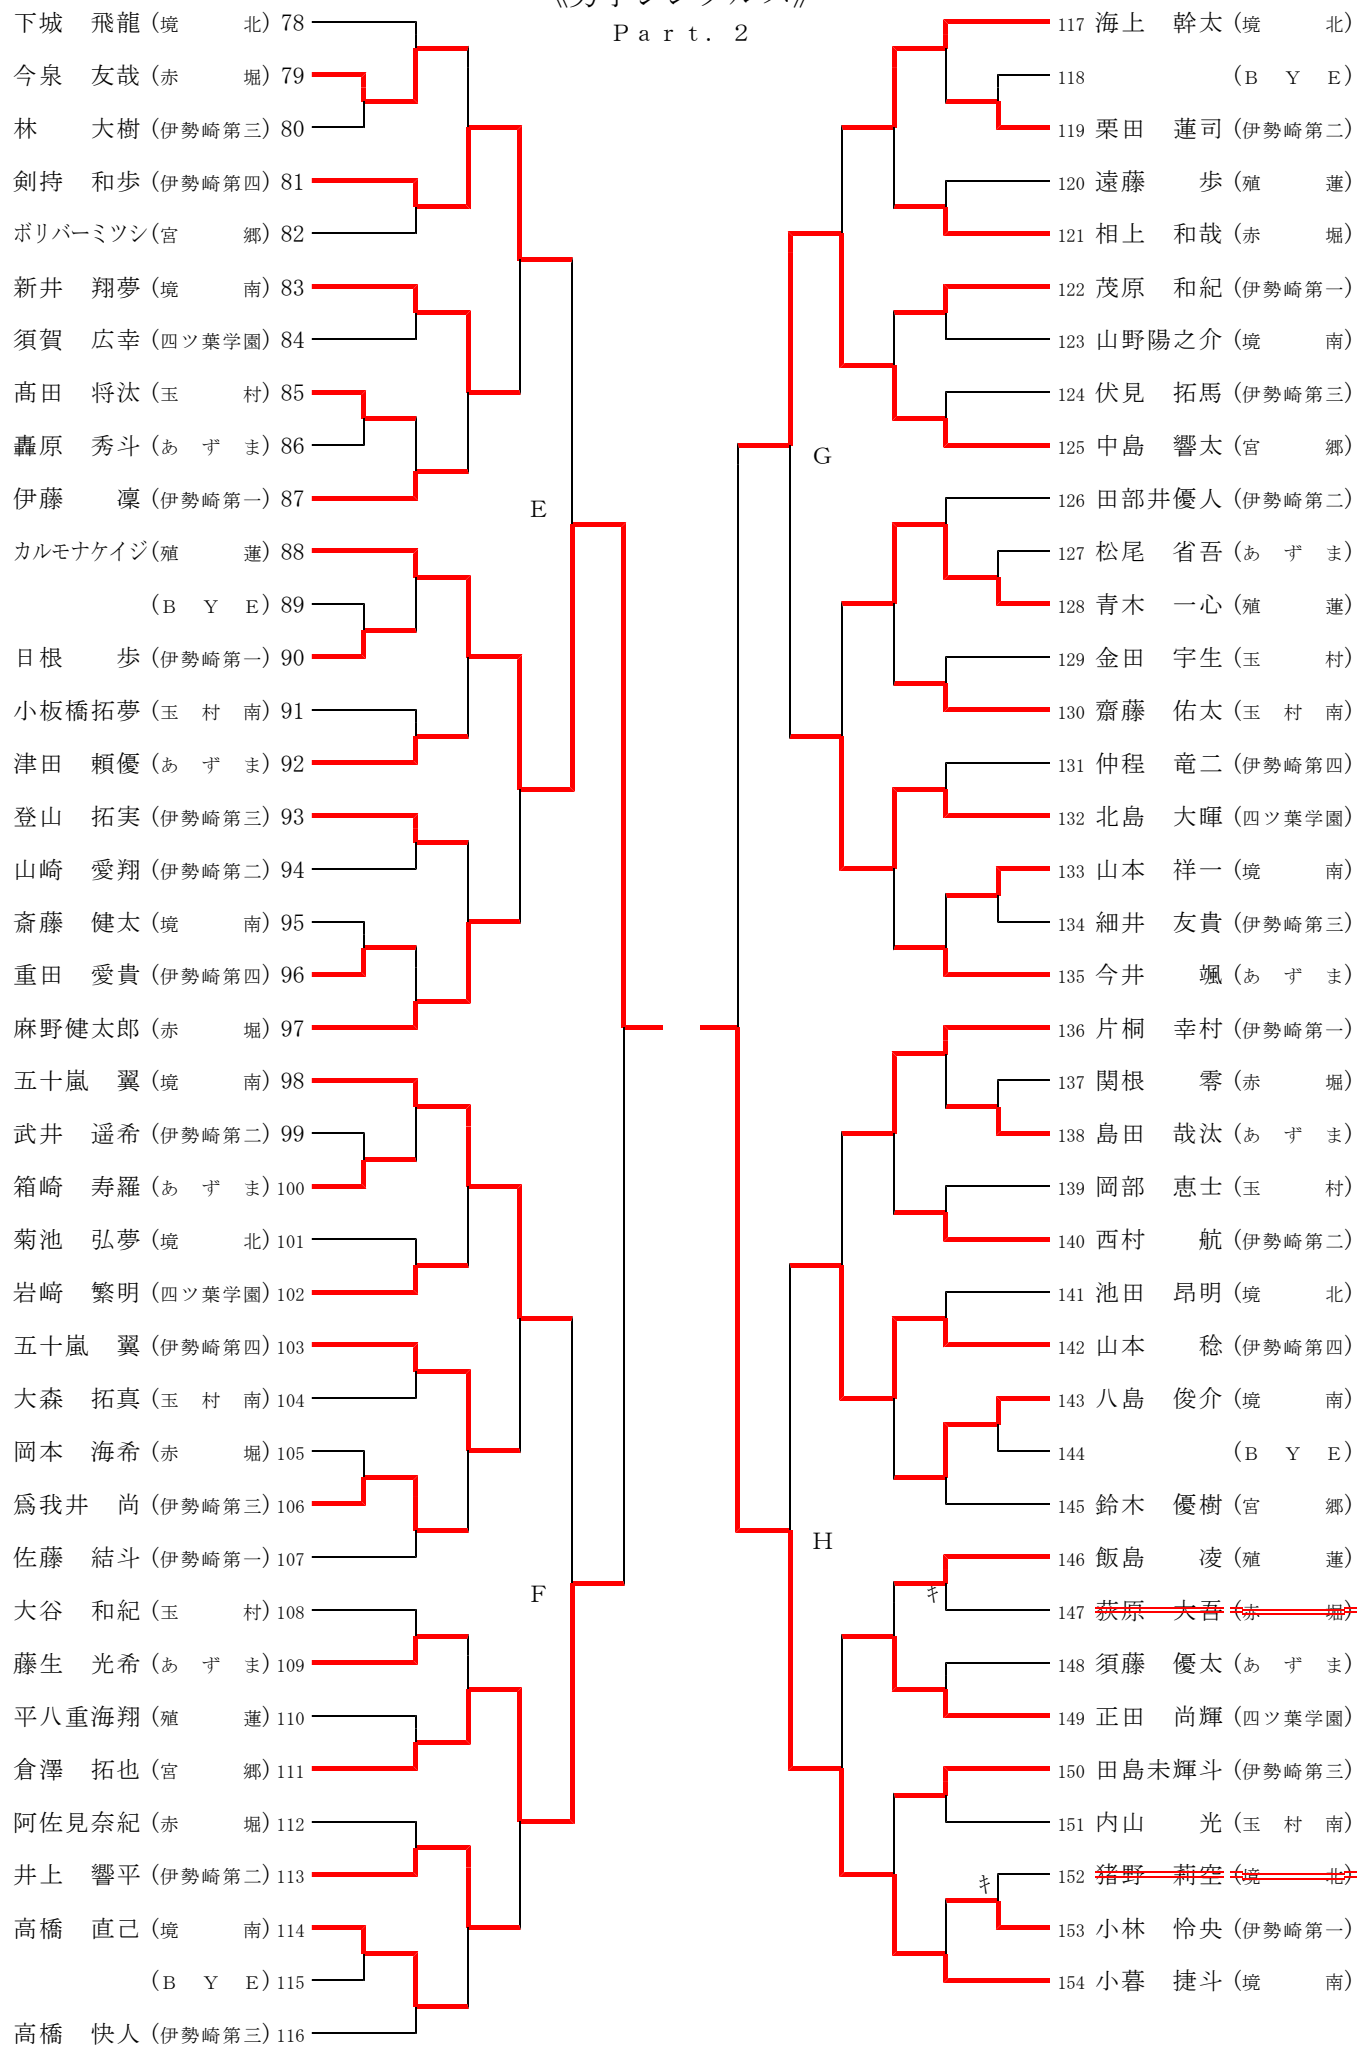 《男子シングルス》
Part. 2
下城 飛龍 (境 北) 78
今泉 友哉 (赤 堀) 79
林 大樹 (伊勢崎第三) 80
剣持 和歩 (伊勢崎第四) 81
ボリバーミツシ (宮 郷) 82
新井 翔夢 (境 南) 83
須賀 広幸 (四ツ葉学園) 84
髙田 将汰 (玉 村) 85
轟原 秀斗 (あ ず ま) 86
伊藤 凜 (伊勢崎第一) 87
カルモナケイジ (殖 蓮) 88
(B Y E) 89
日根 歩 (伊勢崎第一) 90
小板橋拓夢 (玉 村 南) 91
津田 頼優 (あ ず ま) 92
登山 拓実 (伊勢崎第三) 93
山崎 愛翔 (伊勢崎第二) 94
斎藤 健太 (境 南) 95
重田 愛貴 (伊勢崎第四) 96
麻野健太郎 (赤 堀) 97
五十嵐 翼 (境 南) 98
武井 遥希 (伊勢崎第二) 99
箱崎 寿羅 (あ ず ま) 100
菊池 弘夢 (境 北) 101
岩﨑 繁明 (四ツ葉学園) 102
五十嵐 翼 (伊勢崎第四) 103
大森 拓真 (玉 村 南) 104
岡本 海希 (赤 堀) 105
爲我井 尚 (伊勢崎第三) 106
佐藤 結斗 (伊勢崎第一) 107
大谷 和紀 (玉 村) 108
藤生 光希 (あ ず ま) 109
平八重海翔 (殖 蓮) 110
倉澤 拓也 (宮 郷) 111
阿佐見奈紀 (赤 堀) 112
井上 響平 (伊勢崎第二) 113
高橋 直己 (境 南) 114
(B Y E) 115
高橋 快人 (伊勢崎第三) 116
E
F
G
H
117 海上 幹太 (境 北)
118 (B Y E)
119 栗田 蓮司 (伊勢崎第二)
120 遠藤 歩 (殖 蓮)
121 相上 和哉 (赤 堀)
122 茂原 和紀 (伊勢崎第一)
123 山野陽之介 (境 南)
124 伏見 拓馬 (伊勢崎第三)
125 中島 響太 (宮 郷)
126 田部井優人 (伊勢崎第二)
127 松尾 省吾 (あ ず ま)
128 青木 一心 (殖 蓮)
129 金田 宇生 (玉 村)
130 齋藤 佑太 (玉 村 南)
131 仲程 竜二 (伊勢崎第四)
132 北島 大暉 (四ツ葉学園)
133 山本 祥一 (境 南)
134 細井 友貴 (伊勢崎第三)
135 今井 颯 (あ ず ま)
136 片桐 幸村 (伊勢崎第一)
137 関根 零 (赤 堀)
138 島田 哉汰 (あ ず ま)
139 岡部 恵士 (玉 村)
140 西村 航 (伊勢崎第二)
141 池田 昂明 (境 北)
142 山本 稔 (伊勢崎第四)
143 八島 俊介 (境 南)
144 (B Y E)
145 鈴木 優樹 (宮 郷)
146 飯島 凌 (殖 蓮)
キ
147 荻原 大吾 (赤 堀)
148 須藤 優太 (あ ず ま)
149 正田 尚輝 (四ツ葉学園)
150 田島未輝斗 (伊勢崎第三)
151 内山 光 (玉 村 南)
キ
152 猪野 莉空 (境 北)
153 小林 怜央 (伊勢崎第一)
154 小暮 捷斗 (境 南)